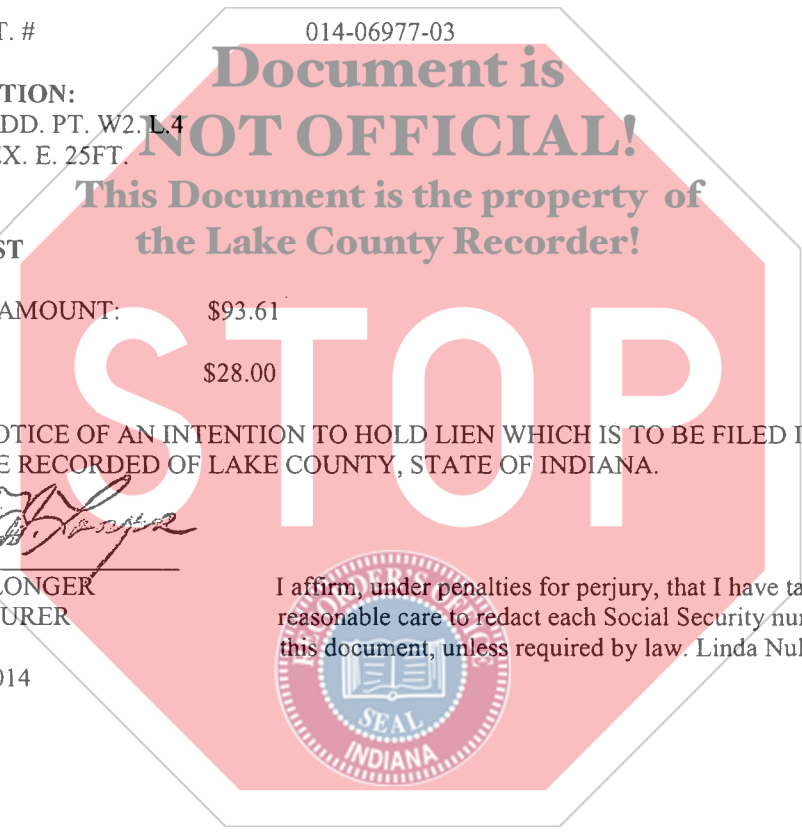 T. # 014-06977-03
Document is
TION:
DD. PT. W2. L.4
NOT OFFICIAL!
X. E. 25FT.
This Document is the property of
ST
the Lake County Recorder!
AMOUNT: $93.61
$28.00
STOP
OTICE OF AN INTENTION TO HOLD LIEN WHICH IS TO BE FILED I
E RECORDED OF LAKE COUNTY, STATE OF INDIANA.
LONGER
URER
I affirm, under penalties for perjury, that I have ta
reasonable care to redact each Social Security nu
this document, unless required by law. Linda Nul
014
RECORDER'S OFFICE
SEAL
INDIANA